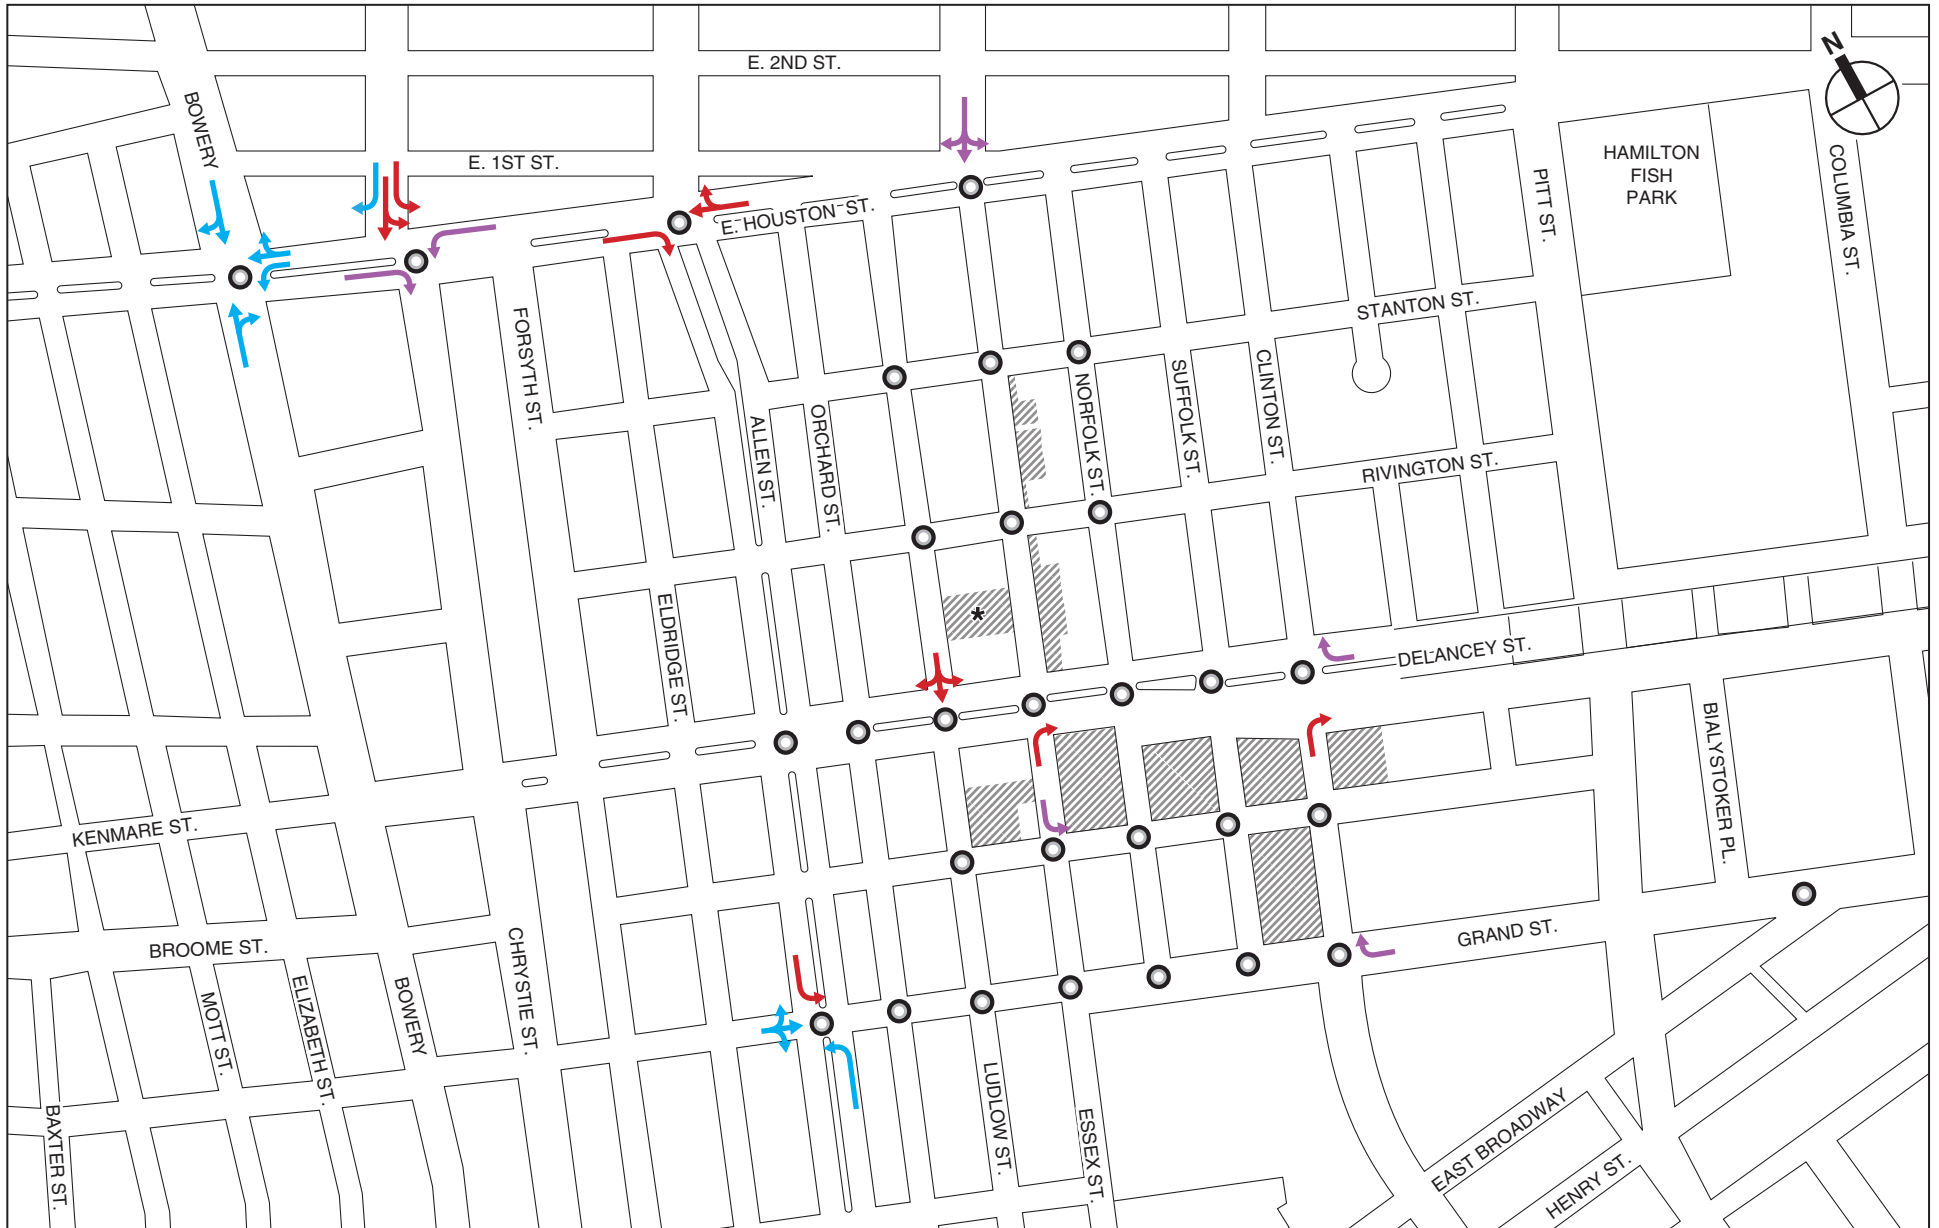 E. 2ND ST.
N
BOWERY
E. 1ST ST.
HAMILTON
FISH
PARK
COLUMBIA ST.
PITT ST.
E. HOUSTON ST.
STANTON ST.
FORSYTH ST.
ALLEN ST.
ORCHARD ST.
NORFOLK ST.
SUFFOLK ST.
CLINTON ST.
RIVINGTON ST.
ELDRIDGE ST.
*
DELANCEY ST.
BIALYSTOKER PL.
KENMARE ST.
BROOME ST.
GRAND ST.
MOTT ST.
ELIZABETH ST.
BOWERY
CHRYSTIE ST.
LUDLOW ST.
ESSEX ST.
BAXTER ST.
EAST BROADWAY
HENRY ST.